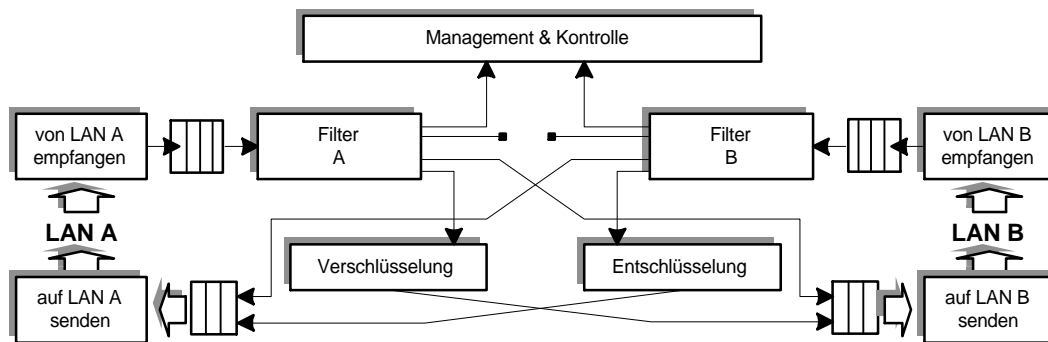 Management & Kontrolle
von LAN A
empfangen
Filter
A
Filter
B
von LAN B
empfangen
LAN A
LAN B
Verschlüsselung
Entschlüsselung
auf LAN A
senden
auf LAN B
senden